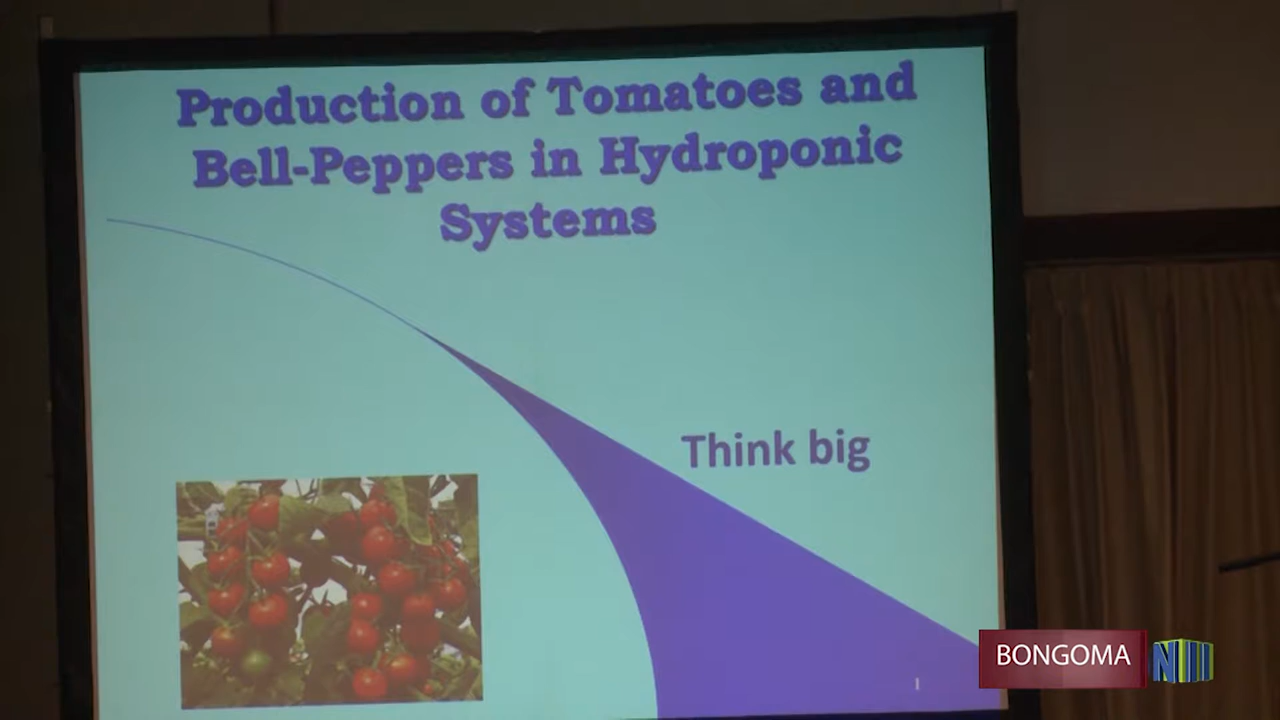 Production of Tomatoes and
Bell-Peppers in Hydroponic
Systems
Think big
1
BONGOMA
N